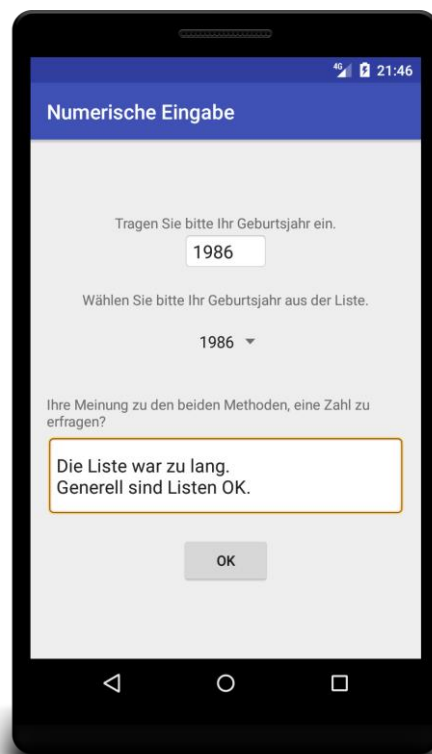 4G 21:46
Numerische Eingabe
Tragen Sie bitte Ihr Geburtsjahr ein.
1986
Wählen Sie bitte Ihr Geburtsjahr aus der Liste.
1986
Ihre Meinung zu den beiden Methoden, eine Zahl zu
erfragen?
Die Liste war zu lang.
Generell sind Listen OK.
OK